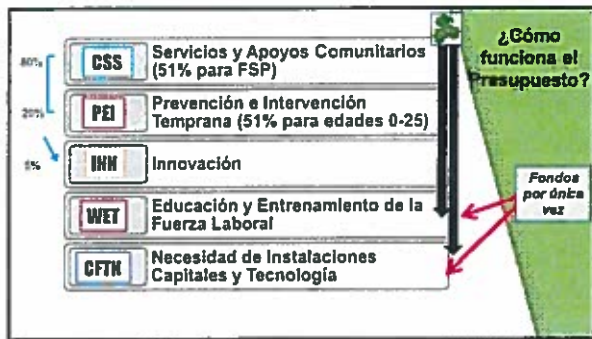 ¿Cómo
funciona el
Presupuesto?
80%
CSS
Servicios y Apoyos Comunitarios
(51% para FSP)
20%
PEI
Prevención e Intervención
Temprana (51% para edades 0-25)
5%
INN
Innovación
WET
Educación y Entrenamiento de la
Fuerza Laboral
CFTN
Necesidad de Instalaciones
Capitales y Tecnología
Fondos
por única
vez